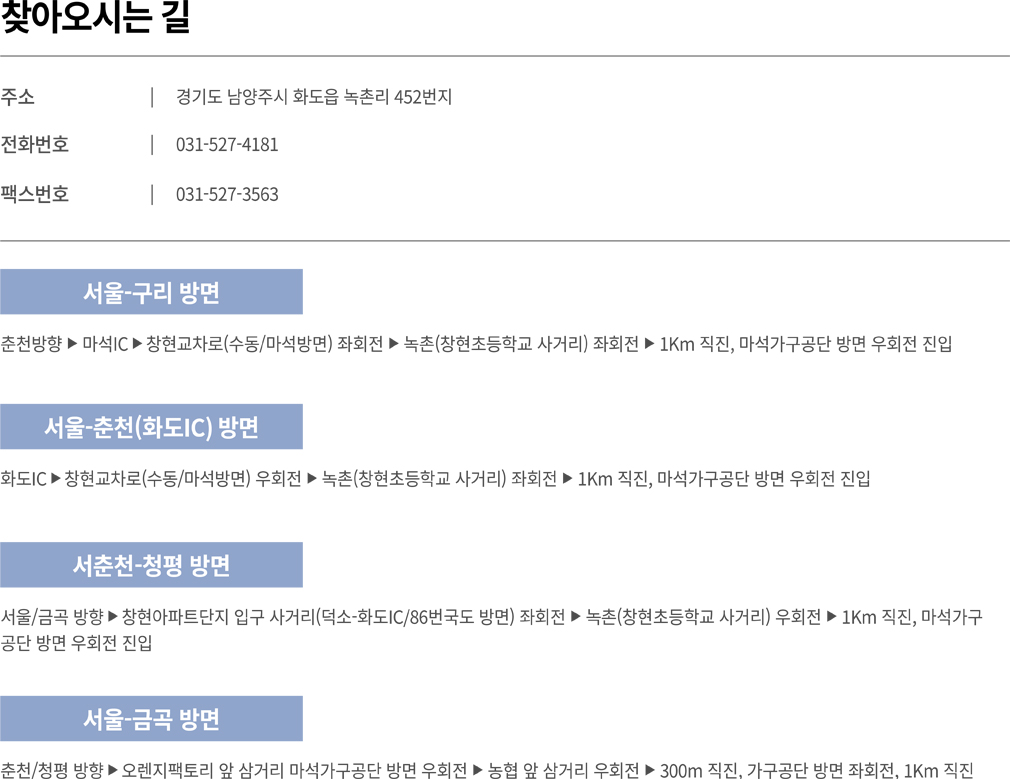 찾아오시는 길
주소 | 경기도 남양주시 화도읍 녹촌리 452번지
전화번호 | 031-527-4181
팩스번호 | 031-527-3563
서울-구리 방면
춘천방향 ▶ 마석IC ▶ 창현교차로(수동/마석방면) 좌회전 ▶ 녹촌(창현초등학교 사거리) 좌회전 ▶ 1Km 직진, 마석가구공단 방면 우회전 진입
서울-춘천(화도IC) 방면
화도IC ▶ 창현교차로(수동/마석방면) 우회전 ▶ 녹촌(창현초등학교 사거리) 좌회전 ▶ 1Km 직진, 마석가구공단 방면 우회전 진입
서춘천-청평 방면
서울/금곡 방향 ▶ 창현아파트단지 입구 사거리(덕소-화도IC/86번국도 방면) 좌회전 ▶ 녹촌(창현초등학교 사거리) 우회전 ▶ 1Km 직진, 마석가구
공단 방면 우회전 진입
서울-금곡 방면
춘천/청평 방향 ▶ 오렌지팩토리 앞 삼거리 마석가구공단 방면 우회전 ▶ 농협 앞 삼거리 우회전 ▶ 300m 직진, 가구공단 방면 좌회전, 1Km 직진